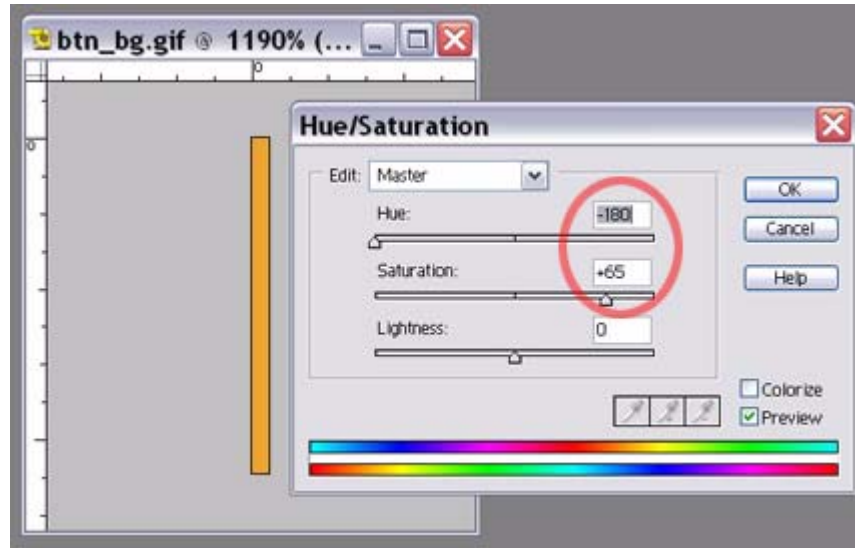 btn_bg.gif @ 1190% (...
0
0
Hue/Saturation
Edit: Master
Hue: -180
Saturation: +65
Lightness: 0
OK
Cancel
Help
Colorize
Preview